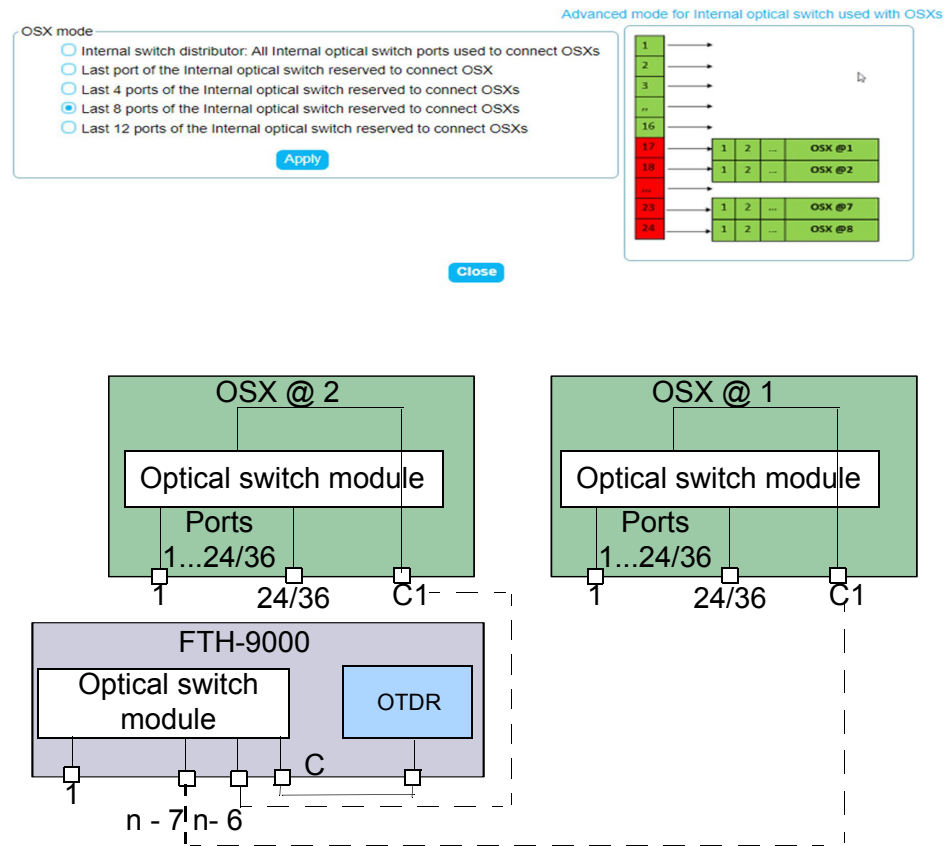 Advanced mode for Internal optical switch used with OSXs
OSX mode
Internal switch distributor: All Internal optical switch ports used to connect OSXs
Last port of the Internal optical switch reserved to connect OSX
Last 4 ports of the Internal optical switch reserved to connect OSXs
Last 8 ports of the Internal optical switch reserved to connect OSXs
Last 12 ports of the Internal optical switch reserved to connect OSXs
Apply
1
2
3
,,
16
17 1 2 ... OSX @1
18 1 2 ... OSX @2
,,,
23 1 2 ... OSX @7
24 1 2 ... OSX @8
Close
OSX @ 2
Optical switch module
Ports
1...24/36
1 24/36 C1
OSX @ 1
Optical switch module
Ports
1...24/36
1 24/36 C1
FTH-9000
Optical switch
module
OTDR
C
1
n - 7 n- 6